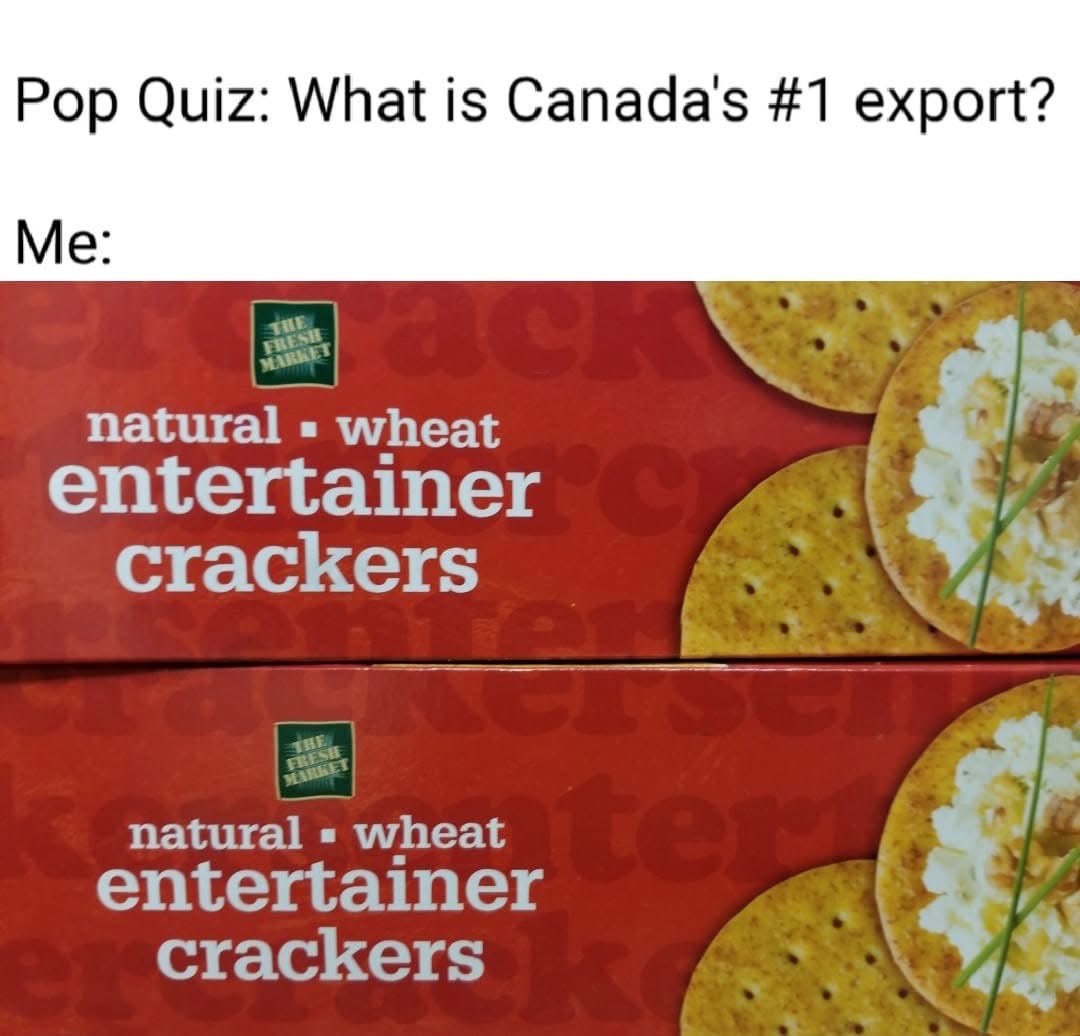 Pop Quiz: What is Canada's #1 export?
Me:
THE
FRESH
MARKET
natural ▪ wheat
entertainer
crackers
THE
FRESH
MARKET
natural ▪ wheat
entertainer
crackers